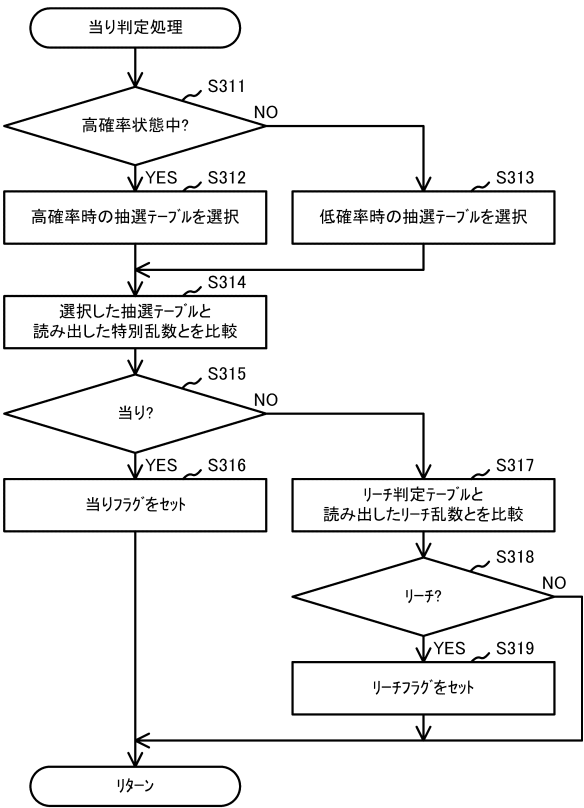 当り判定処理
S311
高確率状態中?
NO
YES
S312
S313
高確率時の抽選テーブルを選択
低確率時の抽選テーブルを選択
S314
選択した抽選テーブルと
読み出した特別乱数とを比較
S315
当り?
NO
YES
S316
S317
当りフラグをセット
リーチ判定テーブルと
読み出したリーチ乱数とを比較
S318
リーチ?
NO
YES
S319
リーチフラグをセット
リターン